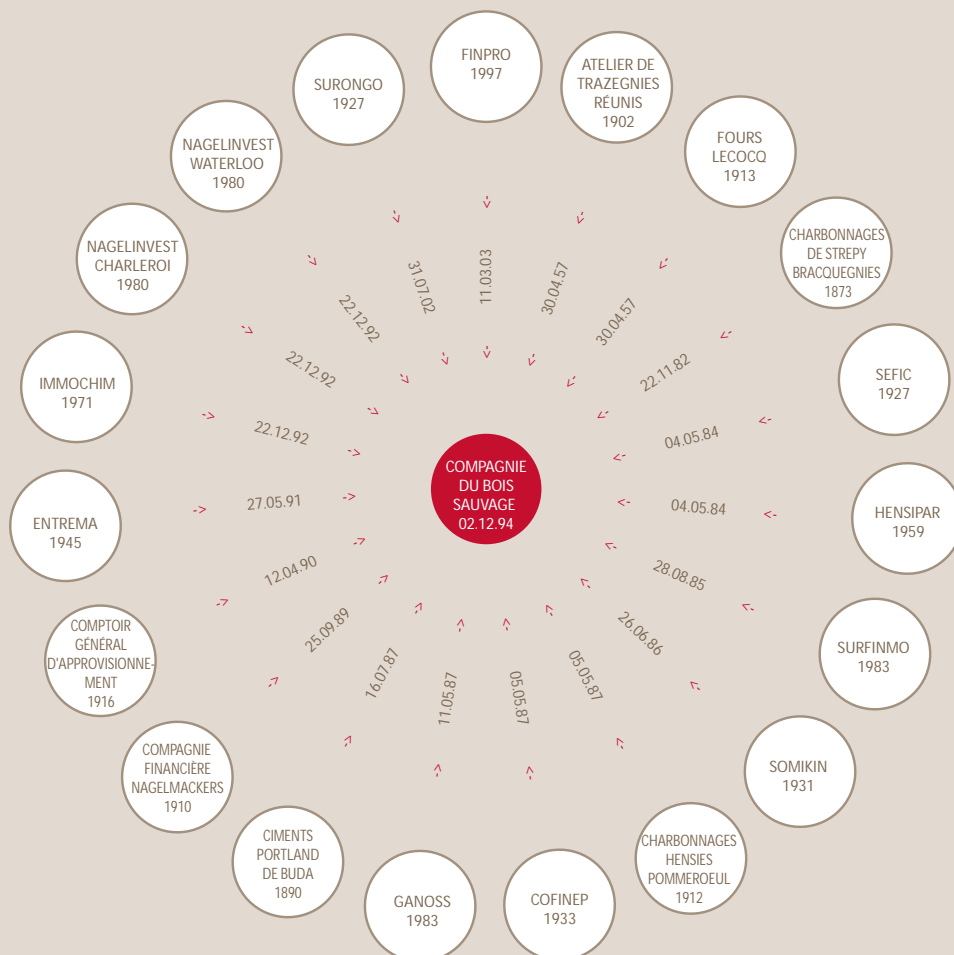 FINPRO
1997
ATELIER DE
TRAZEGNIES
RÉUNIS
1902
FOURS
LECOCQ
1913
CHARBONNAGES
DE STREPY
BRACQUEGNIES
1873
SEFIC
1927
HENSIPAR
1959
SURFINMO
1983
SOMIKIN
1931
CHARBONNAGES
HENSIES
POMMEROEUL
1912
COFINEP
1933
GANOSS
1983
CIMENTS
PORTLAND
DE BUDA
1890
COMPAGNIE
FINANCIÈRE
NAGELMACKERS
1910
COMPTOIR
GÉNÉRAL
D'APPROVISIONNE-
MENT
1916
ENTREMA
1945
IMMOCHIM
1971
NAGELINVEST
CHARLEROI
1980
NAGELINVEST
WATERLOO
1980
SURONGO
1927
11.03.03
30.04.57
30.04.57
22.11.82
04.05.84
04.05.84
28.08.85
26.06.86
05.05.87
05.05.87
11.05.87
16.07.87
25.09.89
12.04.90
27.05.91
22.12.92
22.12.92
22.12.92
31.07.02
COMPAGNIE
DU BOIS
SAUVAGE
02.12.94